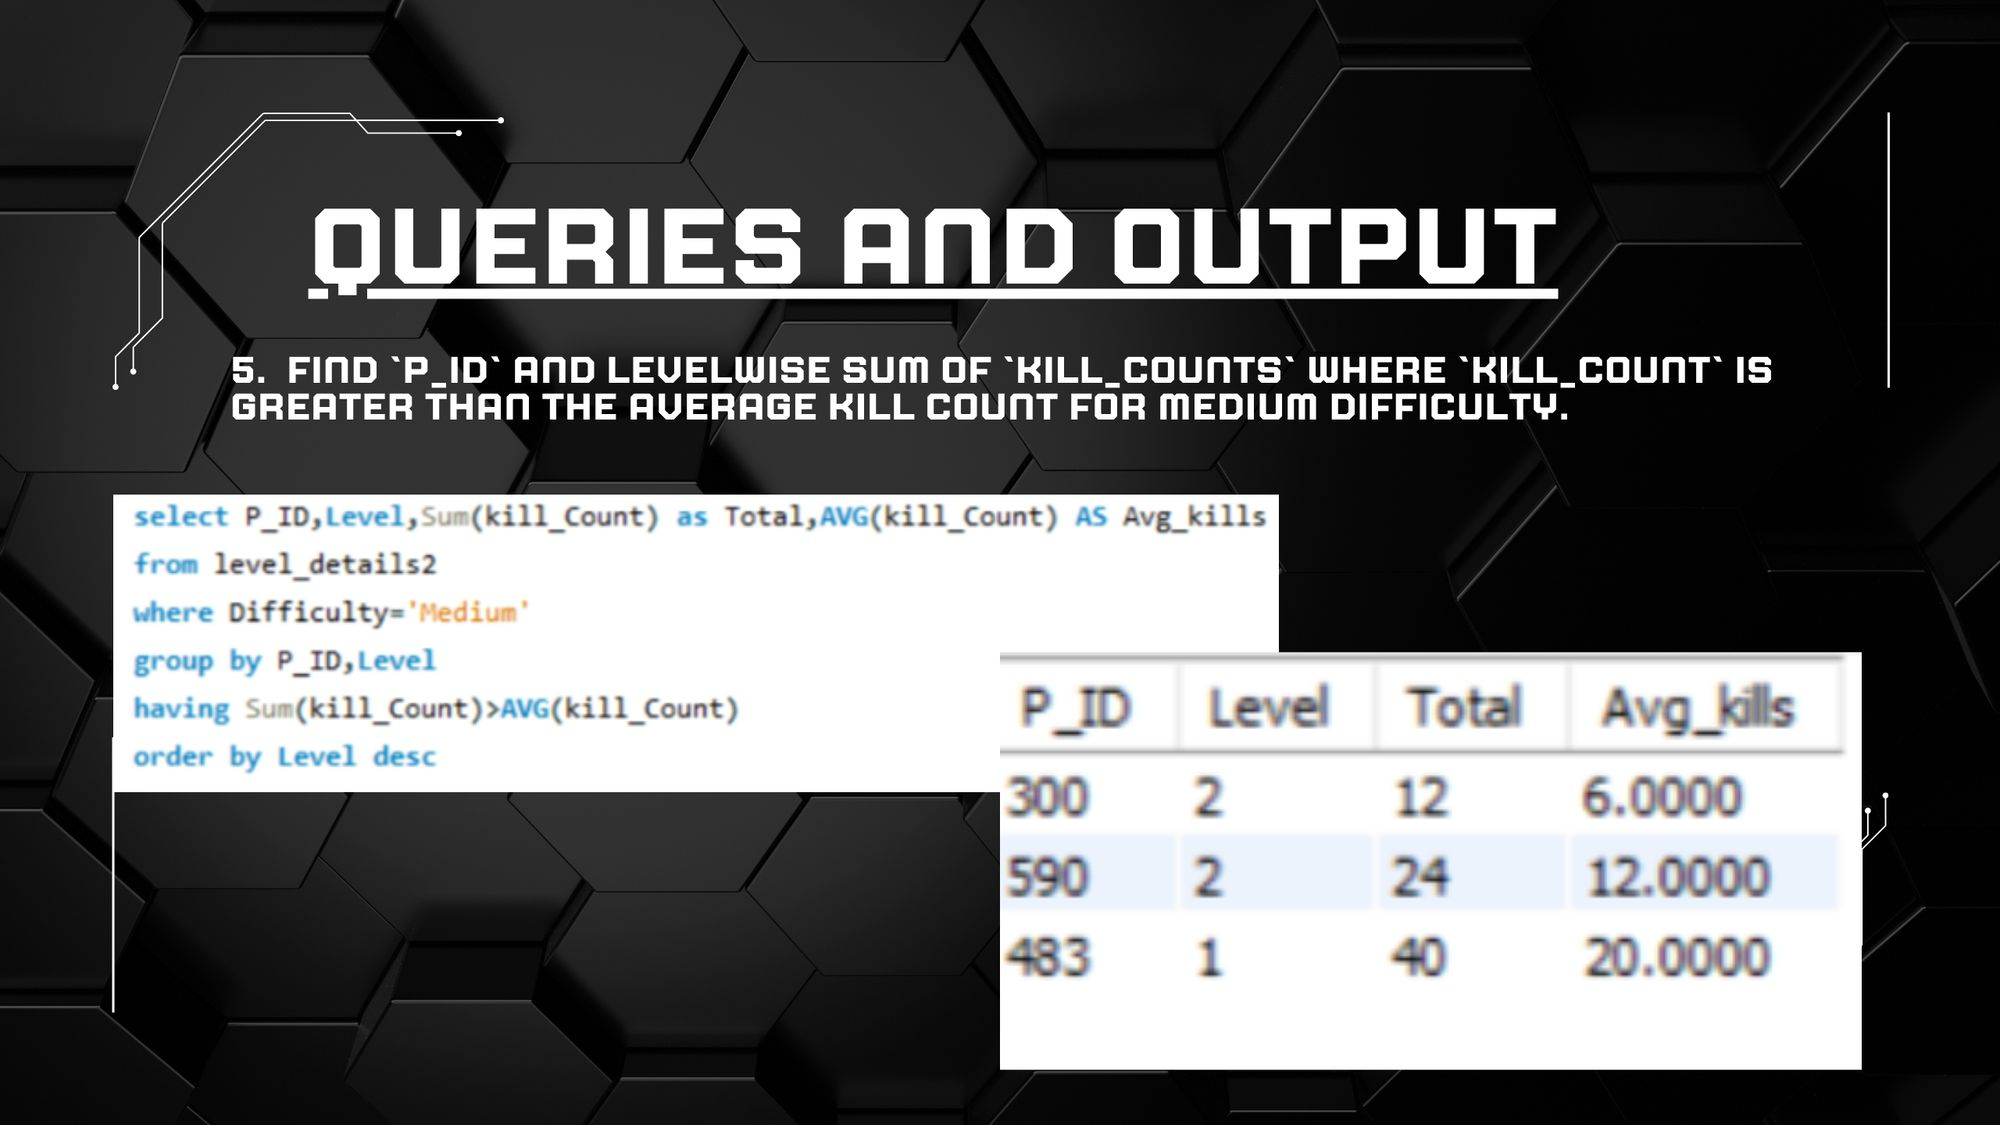 QUERIES AND OUTPUT
5. FIND `P_ID` AND LEVELWISE SUM OF `KILL_COUNTS` WHERE `KILL_COUNT` IS
GREATER THAN THE AVERAGE KILL COUNT FOR MEDIUM DIFFICULTY.
select P_ID,Level,Sum(kill_Count) as Total,AVG(kill_Count) AS Avg_kills
from level_details2
where Difficulty='Medium'
group by P_ID,Level
having Sum(kill_Count)>AVG(kill_Count)
order by Level desc
P_ID Level Total Avg_kills
300 2 12 6.0000
590 2 24 12.0000
483 1 40 20.0000